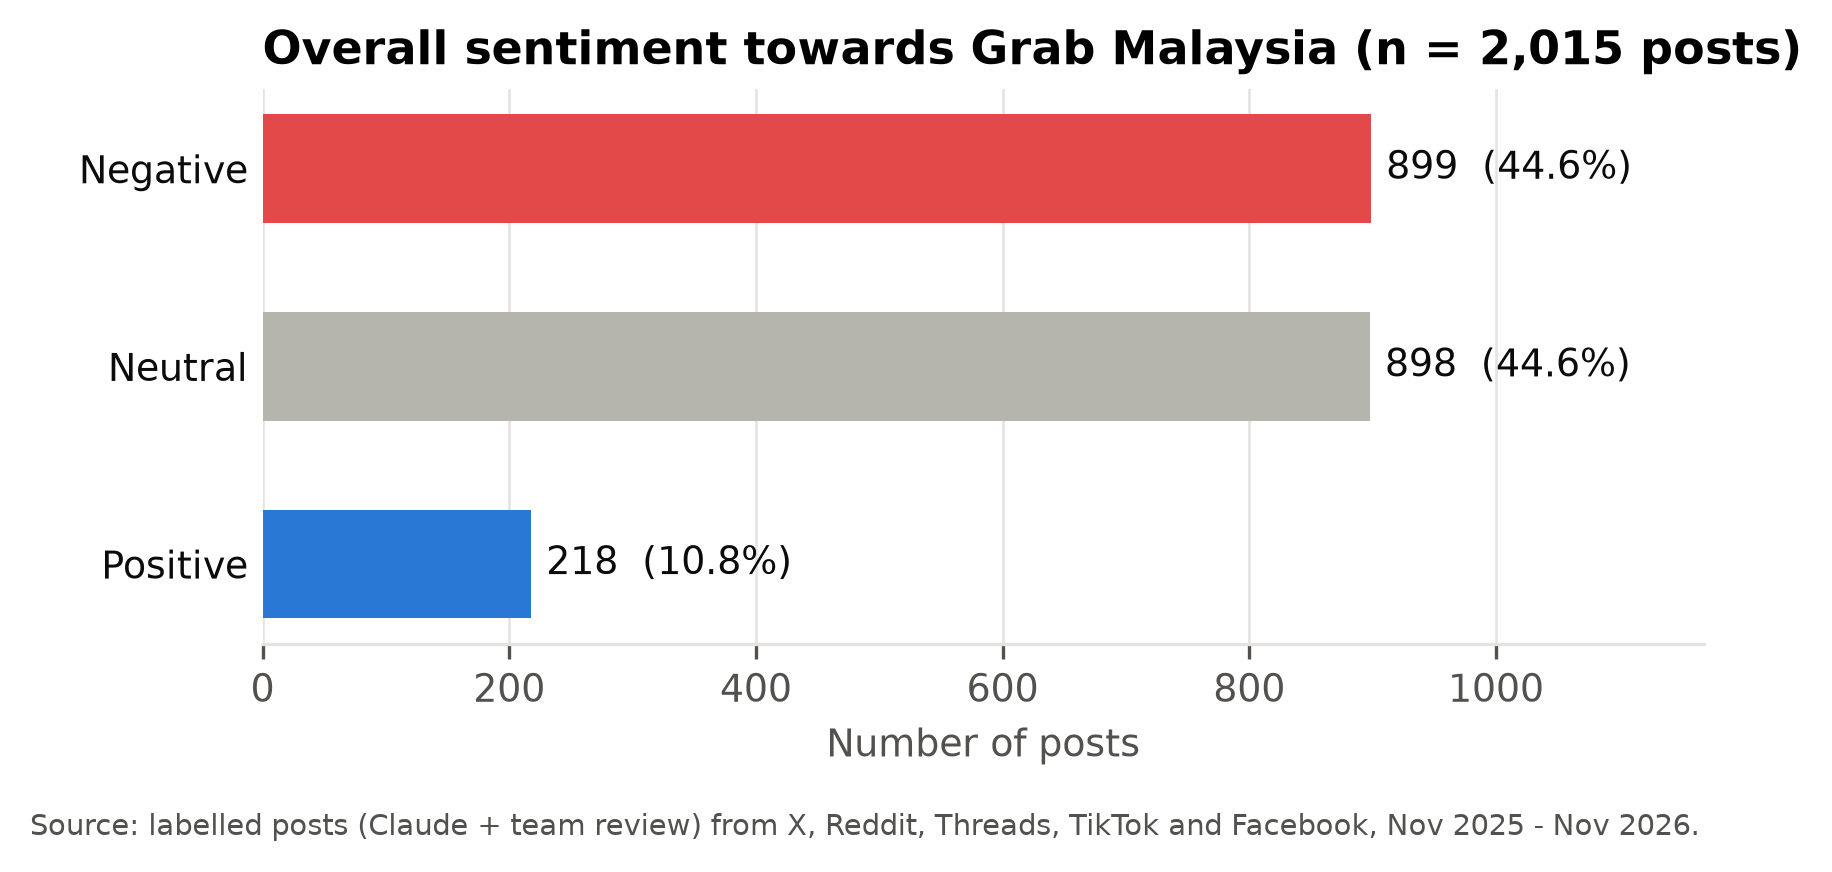 Overall sentiment towards Grab Malaysia (n = 2,015 posts)
Negative 899 (44.6%)
Neutral 898 (44.6%)
Positive 218 (10.8%)
0 200 400 600 800 1000
Number of posts
Source: labelled posts (Claude + team review) from X, Reddit, Threads, TikTok and Facebook, Nov 2025 - Nov 2026.